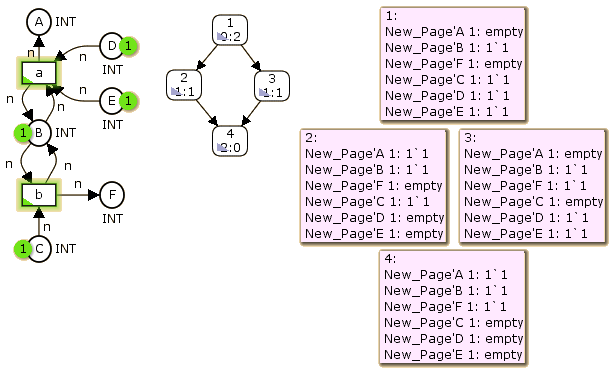 A INT
D 1
INT
n
a
n
n
n
E 1
INT
n
1 B INT
n
n
b
n
F
INT
n
1 C INT
1
0:2
2
1:1
3
1:1
4
2:0
1:
New_Page'A 1: empty
New_Page'B 1: 1`1
New_Page'F 1: empty
New_Page'C 1: 1`1
New_Page'D 1: 1`1
New_Page'E 1: 1`1
2:
New_Page'A 1: 1`1
New_Page'B 1: 1`1
New_Page'F 1: empty
New_Page'C 1: 1`1
New_Page'D 1: empty
New_Page'E 1: empty
3:
New_Page'A 1: empty
New_Page'B 1: 1`1
New_Page'F 1: 1`1
New_Page'C 1: empty
New_Page'D 1: 1`1
New_Page'E 1: 1`1
4:
New_Page'A 1: 1`1
New_Page'B 1: 1`1
New_Page'F 1: 1`1
New_Page'C 1: empty
New_Page'D 1: empty
New_Page'E 1: empty